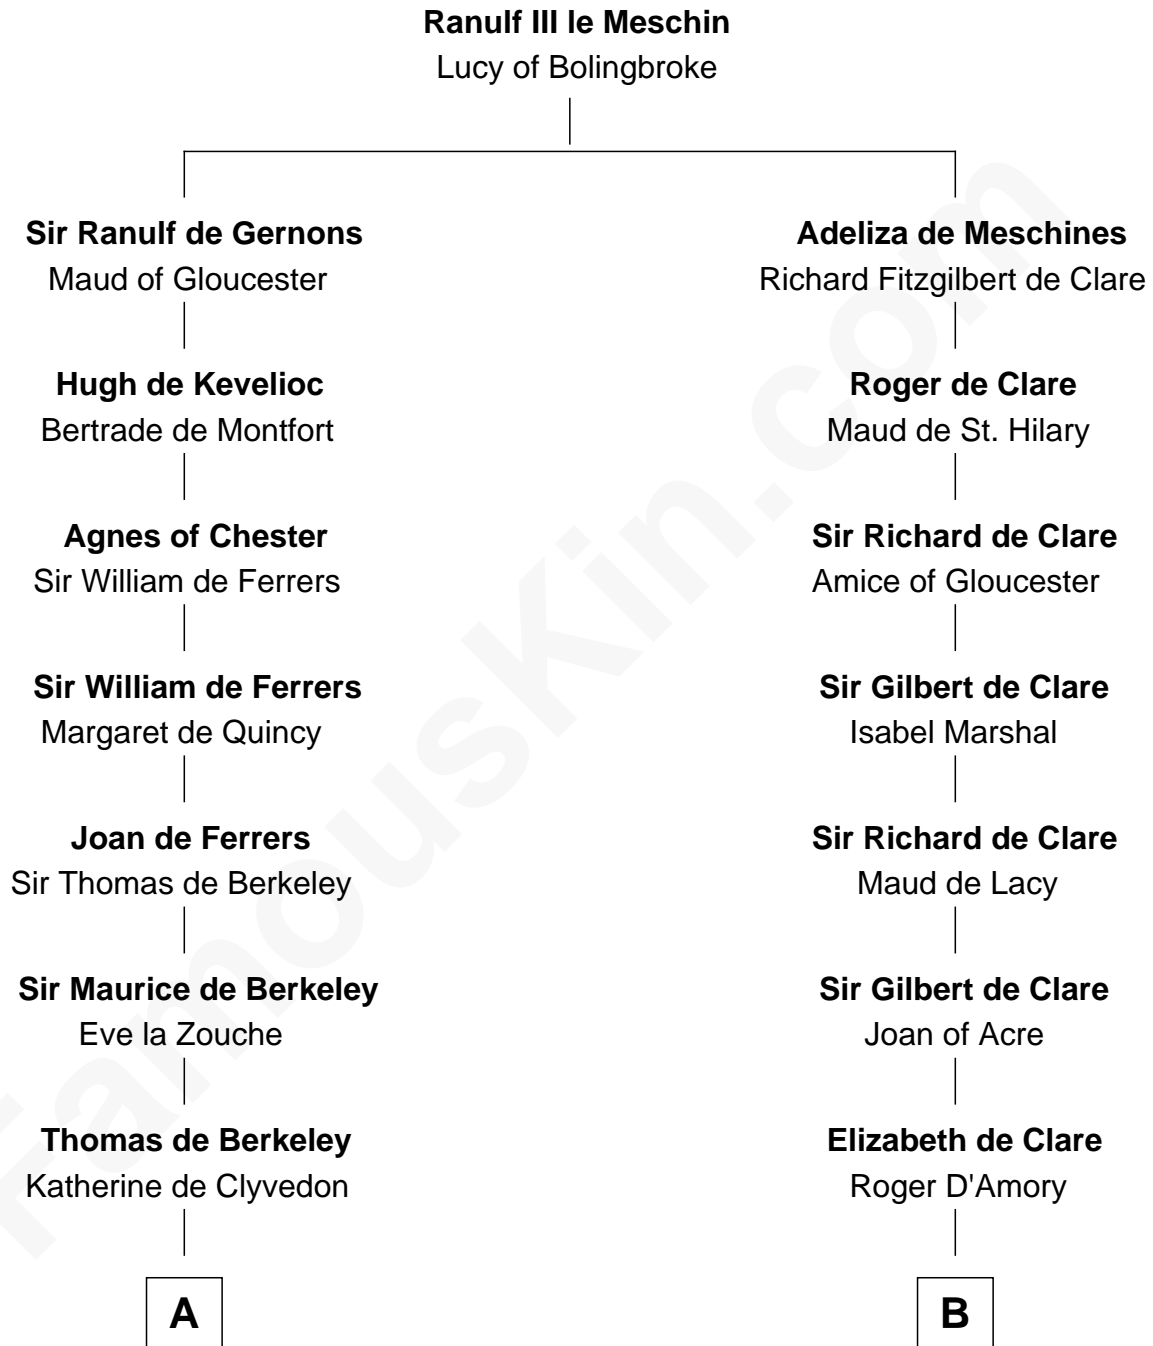 Ranulf III le Meschin
Lucy of Bolingbroke
Sir Ranulf de Gernons
Maud of Gloucester
Adeliza de Meschines
Richard Fitzgilbert de Clare
Hugh de Kevelioc
Bertrade de Montfort
Roger de Clare
Maud de St. Hilary
Agnes of Chester
Sir William de Ferrers
Sir Richard de Clare
Amice of Gloucester
Sir William de Ferrers
Margaret de Quincy
Sir Gilbert de Clare
Isabel Marshal
Joan de Ferrers
Sir Thomas de Berkeley
Sir Richard de Clare
Maud de Lacy
Sir Maurice de Berkeley
Eve la Zouche
Sir Gilbert de Clare
Joan of Acre
Thomas de Berkeley
Katherine de Clyvedon
Elizabeth de Clare
Roger D'Amory
A
B
FamousKin.com